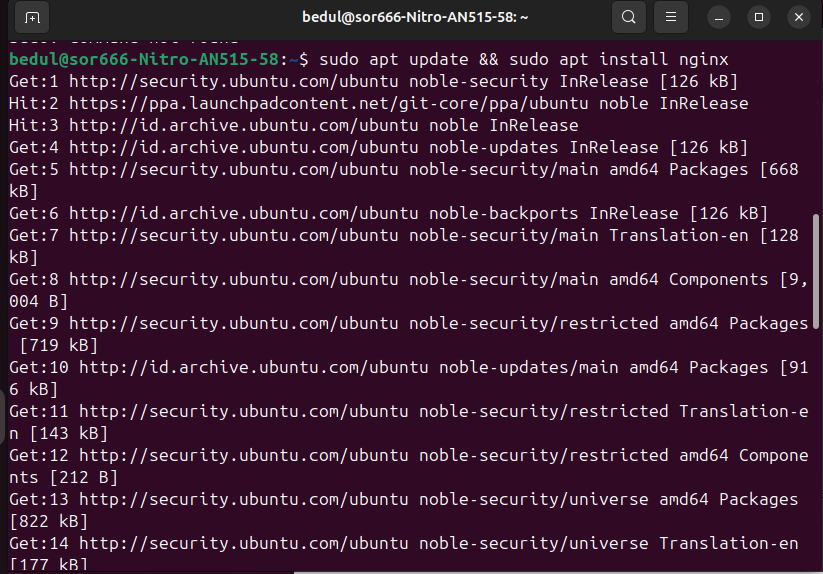 bedul@sor666-Nitro-AN515-58: ~
bedul@sor666-Nitro-AN515-58:~$ sudo apt update && sudo apt install nginx
Get:1 http://security.ubuntu.com/ubuntu noble-security InRelease [126 kB]
Hit:2 https://ppa.launchpadcontent.net/git-core/ppa/ubuntu noble InRelease
Hit:3 http://id.archive.ubuntu.com/ubuntu noble InRelease
Get:4 http://id.archive.ubuntu.com/ubuntu noble-updates InRelease [126 kB]
Get:5 http://security.ubuntu.com/ubuntu noble-security/main amd64 Packages [668
kB]
Get:6 http://id.archive.ubuntu.com/ubuntu noble-backports InRelease [126 kB]
Get:7 http://security.ubuntu.com/ubuntu noble-security/main Translation-en [128
kB]
Get:8 http://security.ubuntu.com/ubuntu noble-security/main amd64 Components [9,
004 B]
Get:9 http://security.ubuntu.com/ubuntu noble-security/restricted amd64 Packages
[719 kB]
Get:10 http://id.archive.ubuntu.com/ubuntu noble-updates/main amd64 Packages [91
6 kB]
Get:11 http://security.ubuntu.com/ubuntu noble-security/restricted Translation-e
n [143 kB]
Get:12 http://security.ubuntu.com/ubuntu noble-security/restricted amd64 Compone
nts [212 B]
Get:13 http://security.ubuntu.com/ubuntu noble-security/universe amd64 Packages
[822 kB]
Get:14 http://security.ubuntu.com/ubuntu noble-security/universe Translation-en
[177 kB]